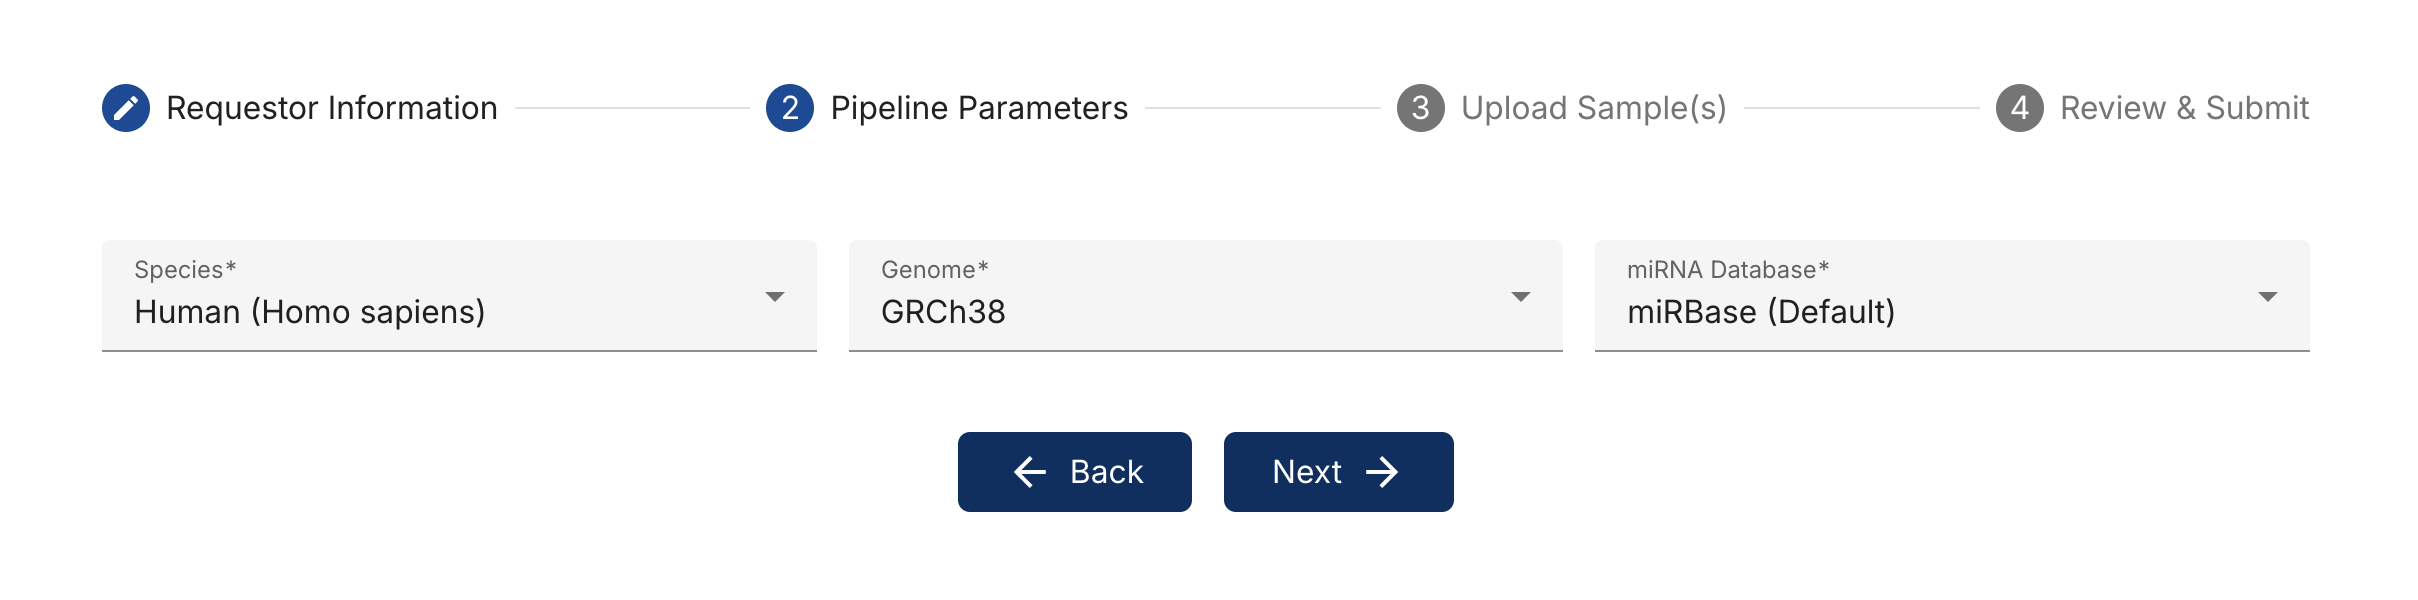 Requestor Information
2 Pipeline Parameters
3 Upload Sample(s)
4 Review & Submit
Species*
Human (Homo sapiens)
Genome*
GRCh38
miRNA Database*
miRBase (Default)
Back
Next